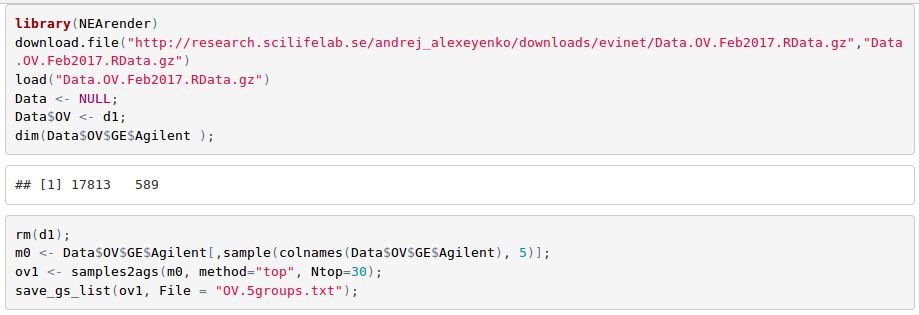 library(NEArender)
download.file("http://research.scilifelab.se/andrej_alexeyenko/downloads/evinet/Data.OV.Feb2017.RData.gz","Data
.OV.Feb2017.RData.gz")
load("Data.OV.Feb2017.RData.gz")
Data <- NULL;
Data$OV <- d1;
dim(Data$OV$GE$Agilent );
## [1] 17813   589
rm(d1);
m0 <- Data$OV$GE$Agilent[,sample(colnames(Data$OV$GE$Agilent), 5)];
ov1 <- samples2ags(m0, method="top", Ntop=30);
save_gs_list(ov1, File = "OV.5groups.txt");